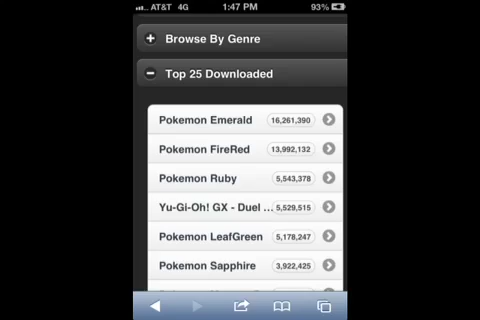 AT&T 4G 1:47 PM 93%
Browse By Genre
Top 25 Downloaded
Pokemon Emerald 16,261,390
Pokemon FireRed 13,992,132
Pokemon Ruby 5,543,378
Yu-Gi-Oh! GX - Duel ... 5,529,515
Pokemon LeafGreen 5,178,247
Pokemon Sapphire 3,922,425